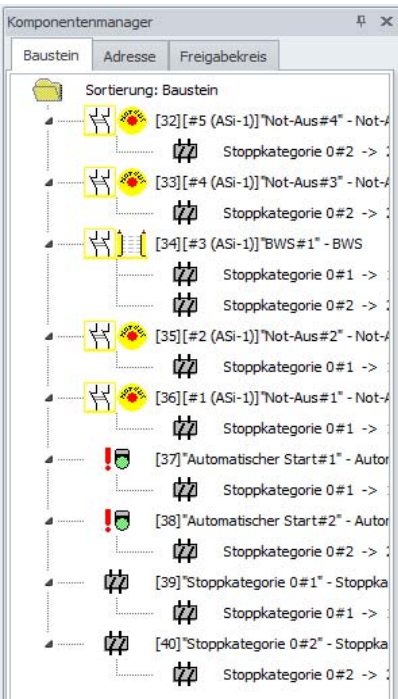 Komponentenmanager
Baustein Adresse Freigabekreis
Sortierung: Baustein
[32][#5 (ASi-1)]"Not-Aus#4" - Not-
Stoppkategorie 0#2 ->
[33][#4 (ASi-1)]"Not-Aus#3" - Not-
Stoppkategorie 0#2 ->
[34][#3 (ASi-1)]"BWS#1" - BWS
Stoppkategorie 0#1 ->
Stoppkategorie 0#2 ->
[35][#2 (ASi-1)]"Not-Aus#2" - Not-
Stoppkategorie 0#1 ->
[36][#1 (ASi-1)]"Not-Aus#1" - Not-
Stoppkategorie 0#1 ->
[37]"Automatischer Start#1" - Autor
Stoppkategorie 0#1 ->
[38]"Automatischer Start#2" - Autor
Stoppkategorie 0#2 ->
[39]"Stoppkategorie 0#1" - Stoppka
Stoppkategorie 0#1 ->
[40]"Stoppkategorie 0#2" - Stoppka
Stoppkategorie 0#2 ->